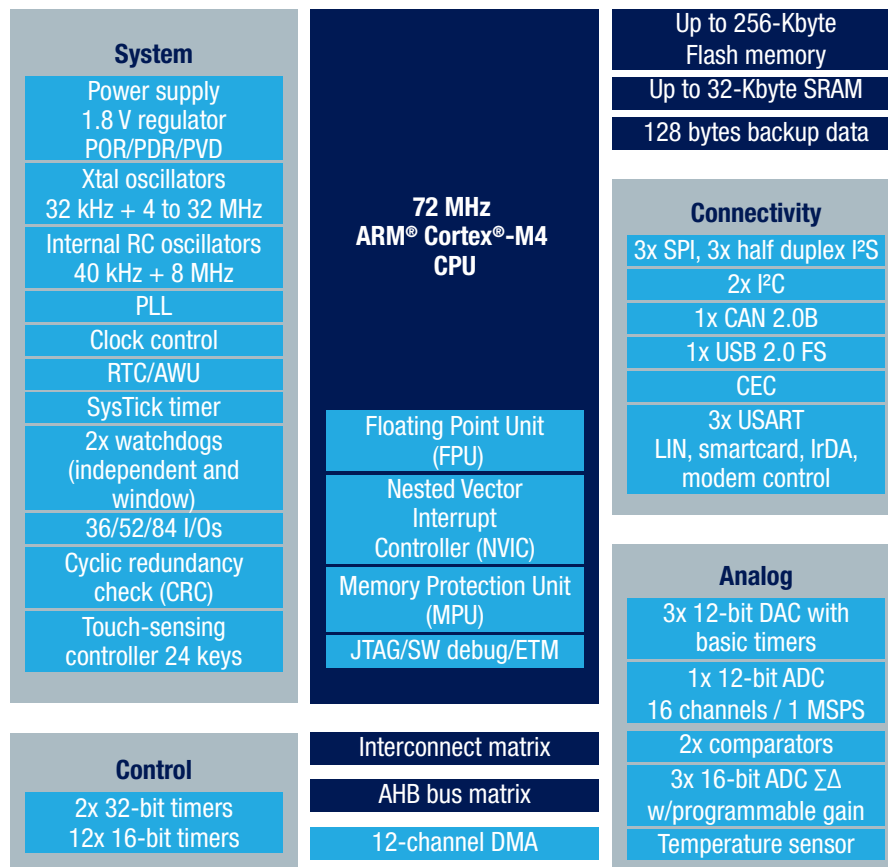 System
Power supply
1.8 V regulator
POR/PDR/PVD
Xtal oscillators
32 kHz + 4 to 32 MHz
Internal RC oscillators
40 kHz + 8 MHz
PLL
Clock control
RTC/AWU
SysTick timer
2x watchdogs
(independent and
window)
36/52/84 I/Os
Cyclic redundancy
check (CRC)
Touch-sensing
controller 24 keys
Control
2x 32-bit timers
12x 16-bit timers
72 MHz
ARM® Cortex®-M4
CPU
Floating Point Unit
(FPU)
Nested Vector
Interrupt
Controller (NVIC)
Memory Protection Unit
(MPU)
JTAG/SW debug/ETM
Interconnect matrix
AHB bus matrix
12-channel DMA
Up to 256-Kbyte
Flash memory
Up to 32-Kbyte SRAM
128 bytes backup data
Connectivity
3x SPI, 3x half duplex I²S
2x I²C
1x CAN 2.0B
1x USB 2.0 FS
CEC
3x USART
LIN, smartcard, IrDA,
modem control
Analog
3x 12-bit DAC with
basic timers
1x 12-bit ADC
16 channels / 1 MSPS
2x comparators
3x 16-bit ADC ∑∆
w/programmable gain
Temperature sensor